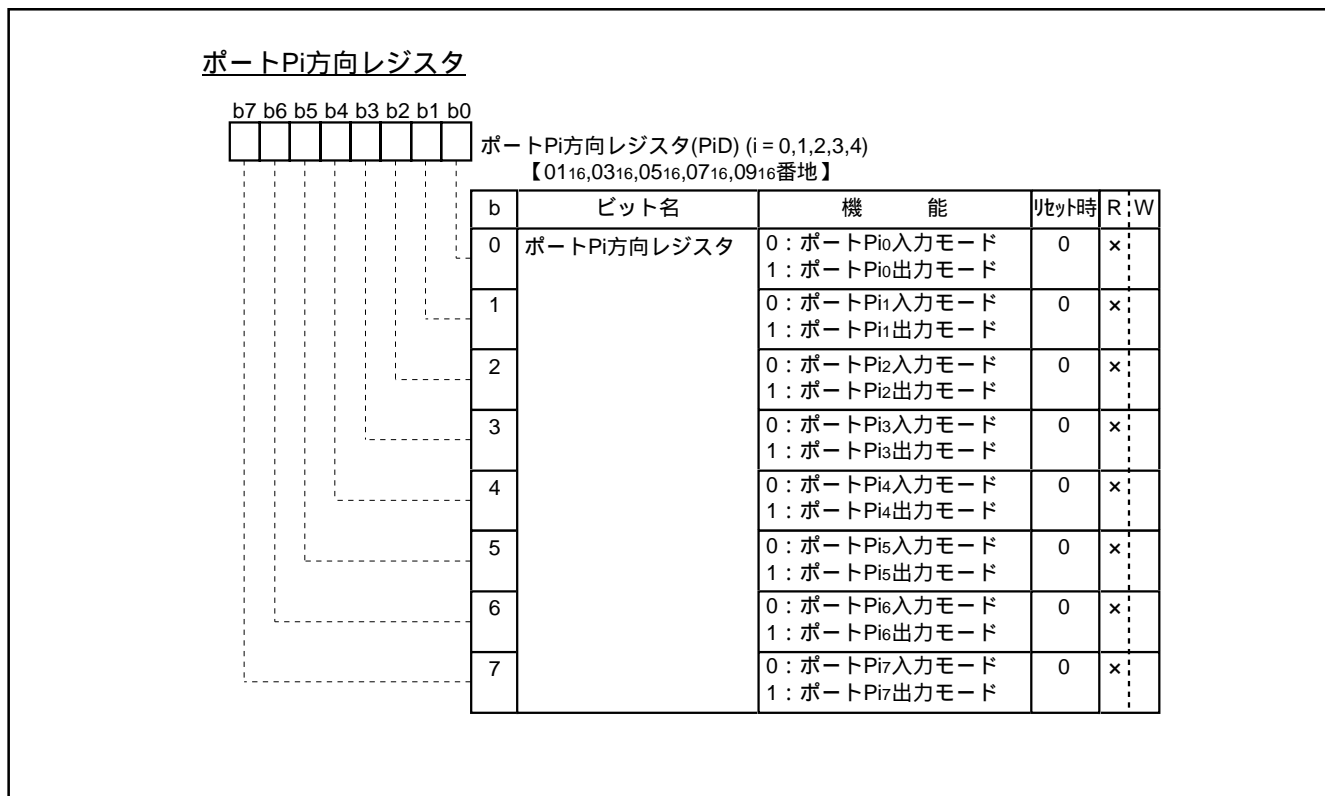 ポートPi方向レジスタ
b7 b6 b5 b4 b3 b2 b1 b0
ポートPi方向レジスタ(PiD) (i = 0,1,2,3,4)
【0116,0316,0516,0716,0916番地】
b ビット名 機 能 ﾘｾｯﾄ時 R W
0 ポートPi方向レジスタ 0：ポートPi0入力モード 0 ×
1：ポートPi0出力モード
1 0：ポートPi1入力モード 0 ×
1：ポートPi1出力モード
2 0：ポートPi2入力モード 0 ×
1：ポートPi2出力モード
3 0：ポートPi3入力モード 0 ×
1：ポートPi3出力モード
4 0：ポートPi4入力モード 0 ×
1：ポートPi4出力モード
5 0：ポートPi5入力モード 0 ×
1：ポートPi5出力モード
6 0：ポートPi6入力モード 0 ×
1：ポートPi6出力モード
7 0：ポートPi7入力モード 0 ×
1：ポートPi7出力モード